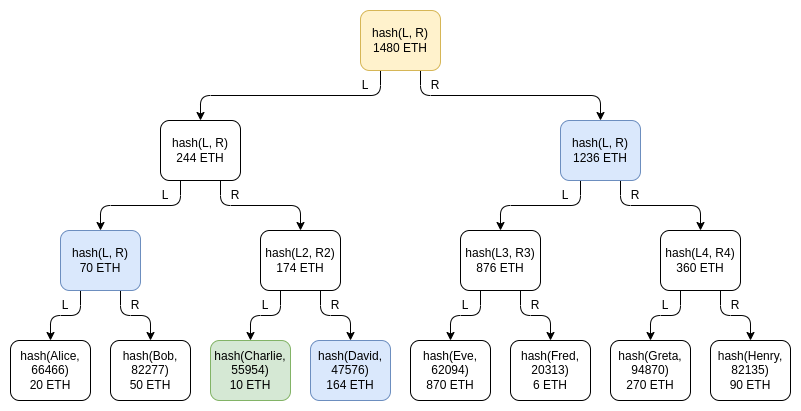 hash(L, R)
1480 ETH
L
R
hash(L, R)
244 ETH
hash(L, R)
1236 ETH
L
R
L
R
hash(L, R)
70 ETH
hash(L2, R2)
174 ETH
hash(L3, R3)
876 ETH
hash(L4, R4)
360 ETH
L
R
L
R
L
R
L
R
hash(Alice,
66466)
20 ETH
hash(Bob,
82277)
50 ETH
hash(Charlie,
55954)
10 ETH
hash(David,
47576)
164 ETH
hash(Eve,
62094)
870 ETH
hash(Fred,
20313)
6 ETH
hash(Greta,
94870)
270 ETH
hash(Henry,
82135)
90 ETH